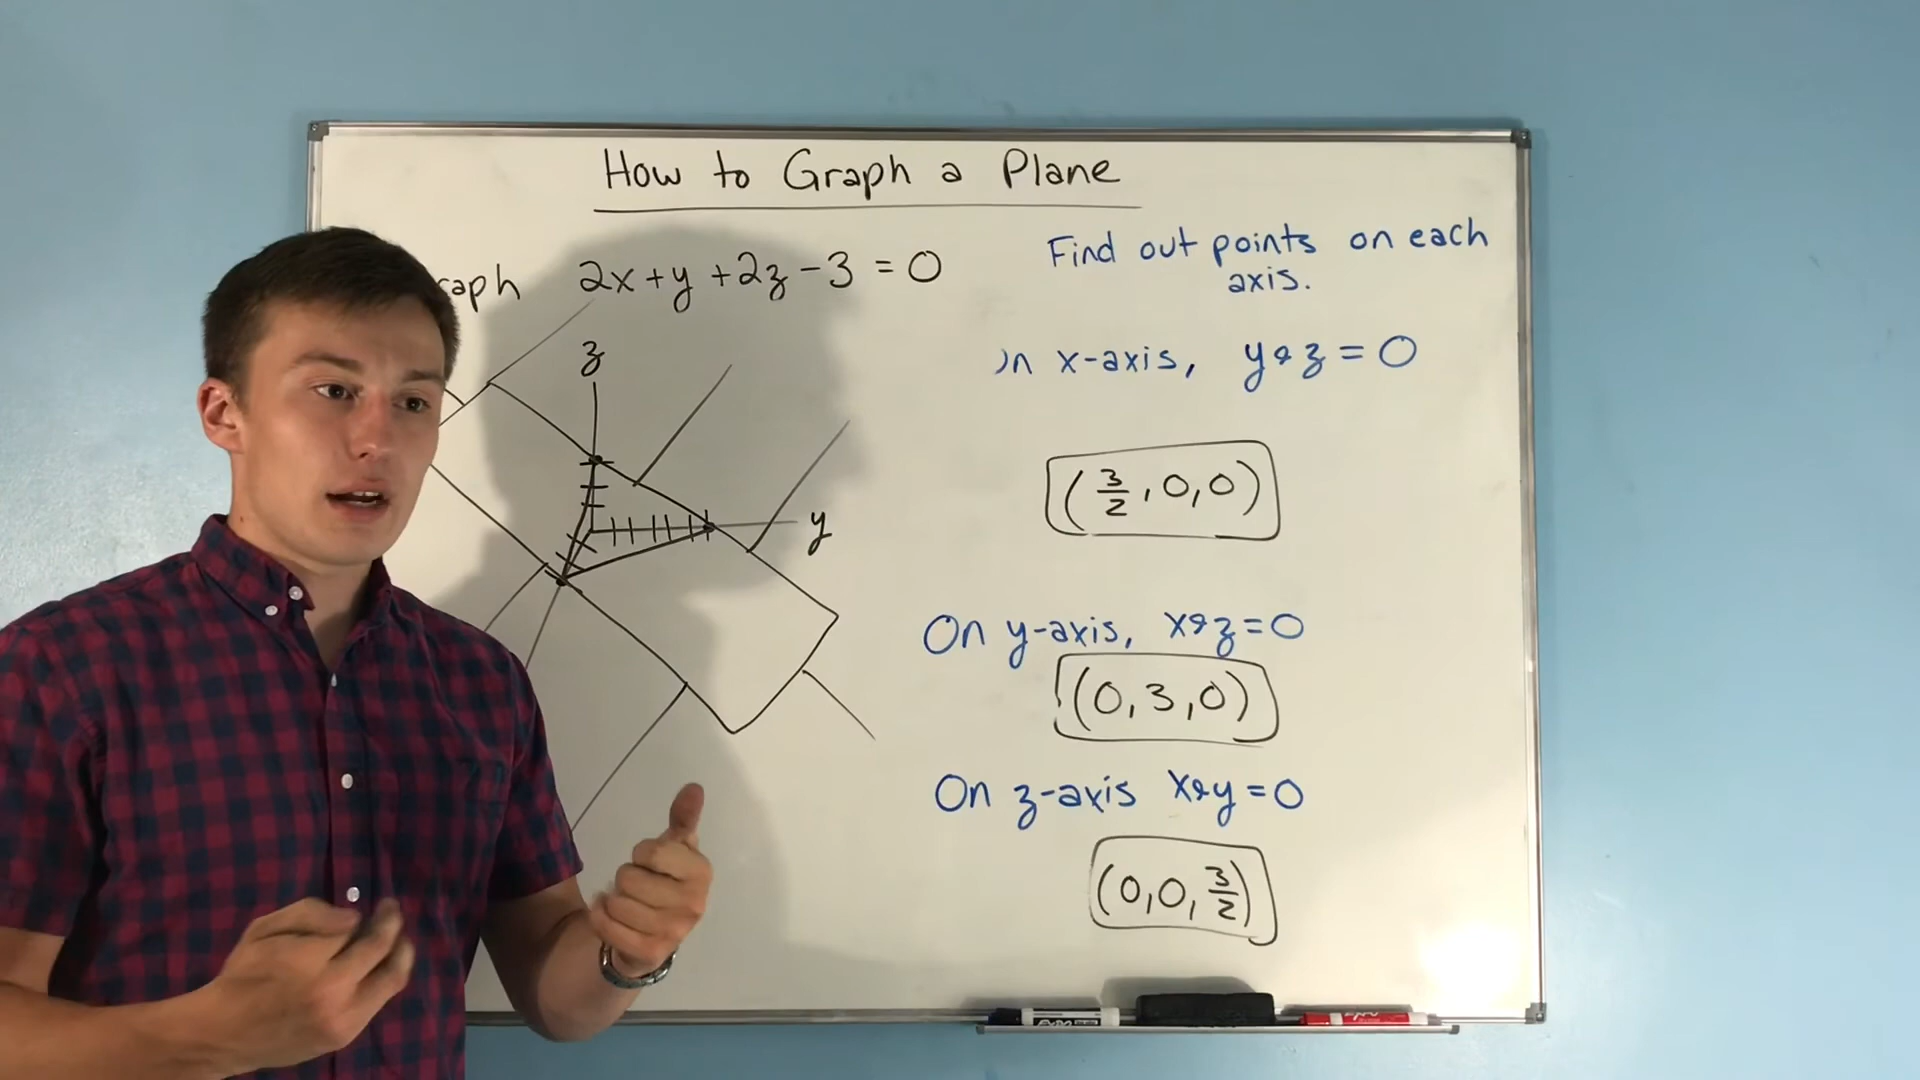 How to Graph a Plane
raph 2x+y+2z-3=0
Find out points on each
axis.
n x-axis, y&z=0
z
(3/2,0,0)
y
On y-axis, x&z=0
(0,3,0)
On z-axis x&y=0
(0,0,3/2)
EXPO